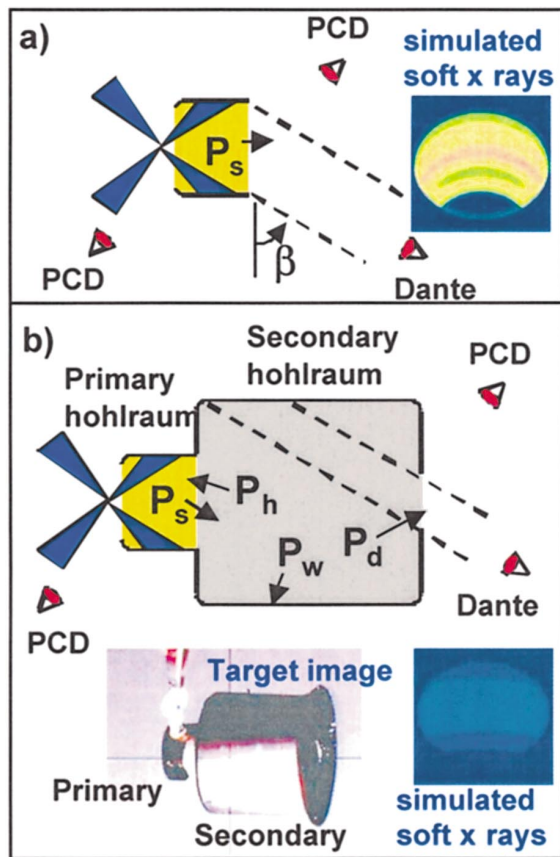 a)
PCD
simulated
soft x rays
Ps
PCD
β
Dante
b)
Secondary
hohlraum
PCD
Primary
hohlraum
Ps
Ph
Pw
Pd
Dante
PCD
Target image
Primary
Secondary
simulated
soft x rays